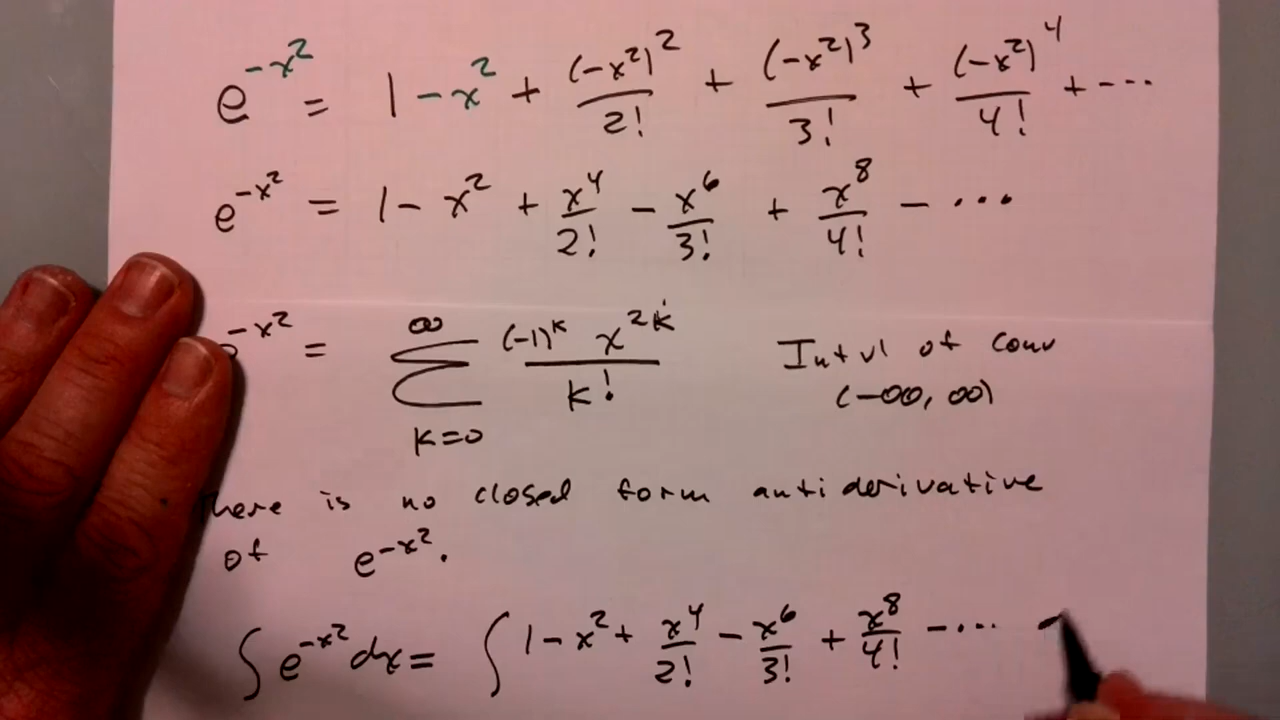 e^{-x^2} = 1 - x^2 + (-x^2)^2/2! + (-x^2)^3/3! + (-x^2)^4/4! + ...
e^{-x^2} = 1 - x^2 + x^4/2! - x^6/3! + x^8/4! - ...
-x^2 = ∑_{k=0}^{∞} (-1)^k x^{2k}/k! Intvl of conv
(-∞, ∞)
There is no closed form antiderivative
of e^{-x^2}.
∫ e^{-x^2} dx = ∫ 1 - x^2 + x^4/2! - x^6/3! + x^8/4! - ...